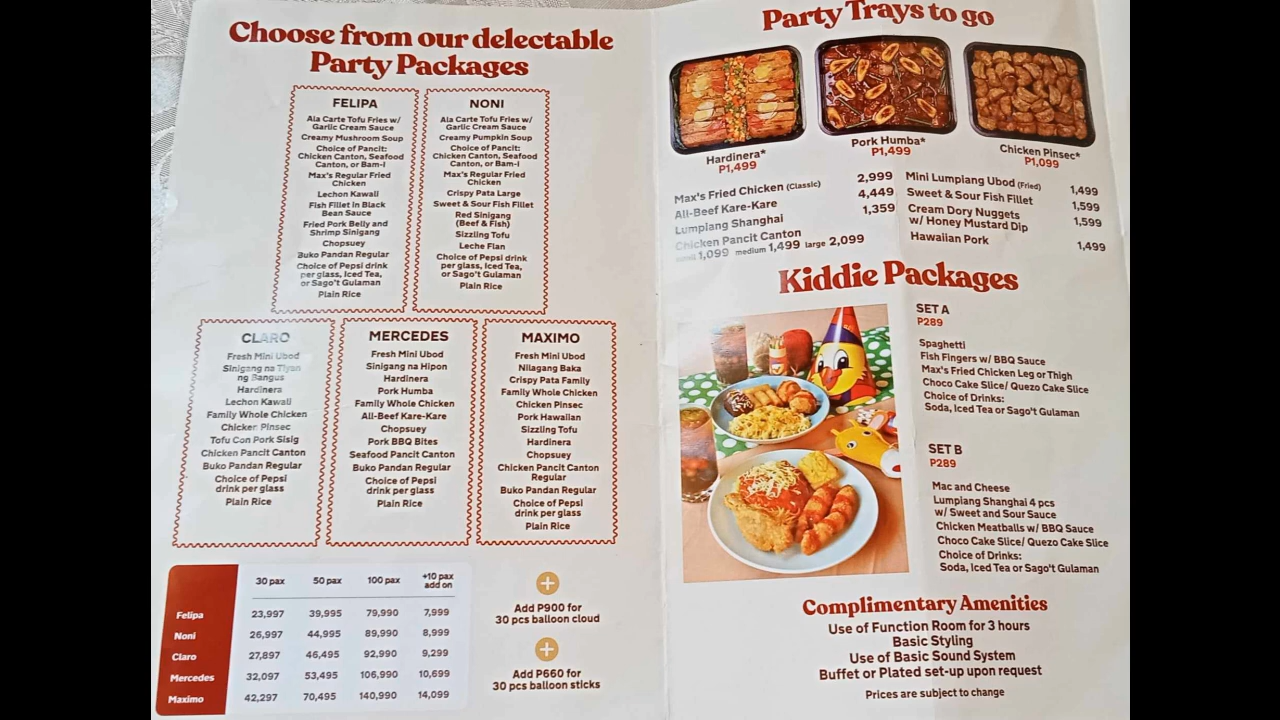 Choose from our delectable
Party Packages
FELIPA
Ala Carte Tofu Fries w/
Garlic Cream Sauce
Creamy Mushroom Soup
Choice of Pancit:
Chicken Canton, Seafood
Canton, or Bam-I
Max's Regular Fried
Chicken
Lechon Kawali
Fish Fillet In Black
Bean Sauce
Fried Pork Belly and
Shrimp Sinigang
Chopsuey
Buko Pandan Regular
Choice of Pepsi drink
per glass, Iced Tea,
or Sago't Gulaman
Plain Rice
NONI
Ala Carte Tofu Fries w/
Garlic Cream Sauce
Creamy Pumpkin Soup
Choice of Pancit:
Chicken Canton, Seafood
Canton, or Bam-I
Max's Regular Fried
Chicken
Crispy Pata Large
Sweet & Sour Fish Fillet
Red Sinigang
(Beef & Fish)
Sizzling Tofu
Leche Flan
Choice of Pepsi drink
per glass, Iced Tea,
or Sago't Gulaman
Plain Rice
CLARO
Fresh Mini Ubod
Sinigang na Tiyan
ng Bangus
Hardinera
Lechon Kawali
Family Whole Chicken
Chicken Pinsec
Tofu Con Pork Sisig
Chicken Pancit Canton
Buko Pandan Regular
Choice of Pepsi
drink per glass
Plain Rice
MERCEDES
Fresh Mini Ubod
Sinigang na Hipon
Hardinera
Pork Humba
Family Whole Chicken
All-Beef Kare-Kare
Chopsuey
Pork BBQ Bites
Seafood Pancit Canton
Buko Pandan Regular
Choice of Pepsi
drink per glass
Plain Rice
MAXIMO
Fresh Mini Ubod
Nilagang Baka
Crispy Pata Family
Family Whole Chicken
Chicken Pinsec
Pork Hawaiian
Sizzling Tofu
Hardinera
Chopsuey
Chicken Pancit Canton
Regular
Buko Pandan Regular
Choice of Pepsi
drink per glass
Plain Rice
30 pax 50 pax 100 pax +10 pax add on
Felipa 23,997 39,995 79,990 7,999
Noni 26,997 44,995 89,990 8,999
Claro 27,897 46,495 92,990 9,299
Mercedes 32,097 53,495 106,990 10,699
Maximo 42,297 70,495 140,990 14,099
+
Add P900 for
30 pcs balloon cloud
+
Add P660 for
30 pcs balloon sticks
Party Trays to go
Hardinera*
P1,499
Pork Humba*
P1,499
Chicken Pinsec*
P1,099
Max's Fried Chicken (Classic) 2,999
All-Beef Kare-Kare 4,449
Lumpiang Shanghai 1,359
Chicken Pancit Canton
small 1,099 medium 1,499 large 2,099
Mini Lumpiang Ubod (Fried) 1,499
Sweet & Sour Fish Fillet 1,599
Cream Dory Nuggets
w/ Honey Mustard Dip 1,599
Hawaiian Pork 1,499
Kiddie Packages
SET A
P289
Spaghetti
Fish Fingers w/ BBQ Sauce
Max's Fried Chicken Leg or Thigh
Choco Cake Slice/ Quezo Cake Slice
Choice of Drinks:
Soda, Iced Tea or Sago't Gulaman
SET B
P289
Mac and Cheese
Lumpiang Shanghai 4 pcs
w/ Sweet and Sour Sauce
Chicken Meatballs w/ BBQ Sauce
Choco Cake Slice/ Quezo Cake Slice
Choice of Drinks:
Soda, Iced Tea or Sago't Gulaman
Complimentary Amenities
Use of Function Room for 3 hours
Basic Styling
Use of Basic Sound System
Buffet or Plated set-up upon request
Prices are subject to change